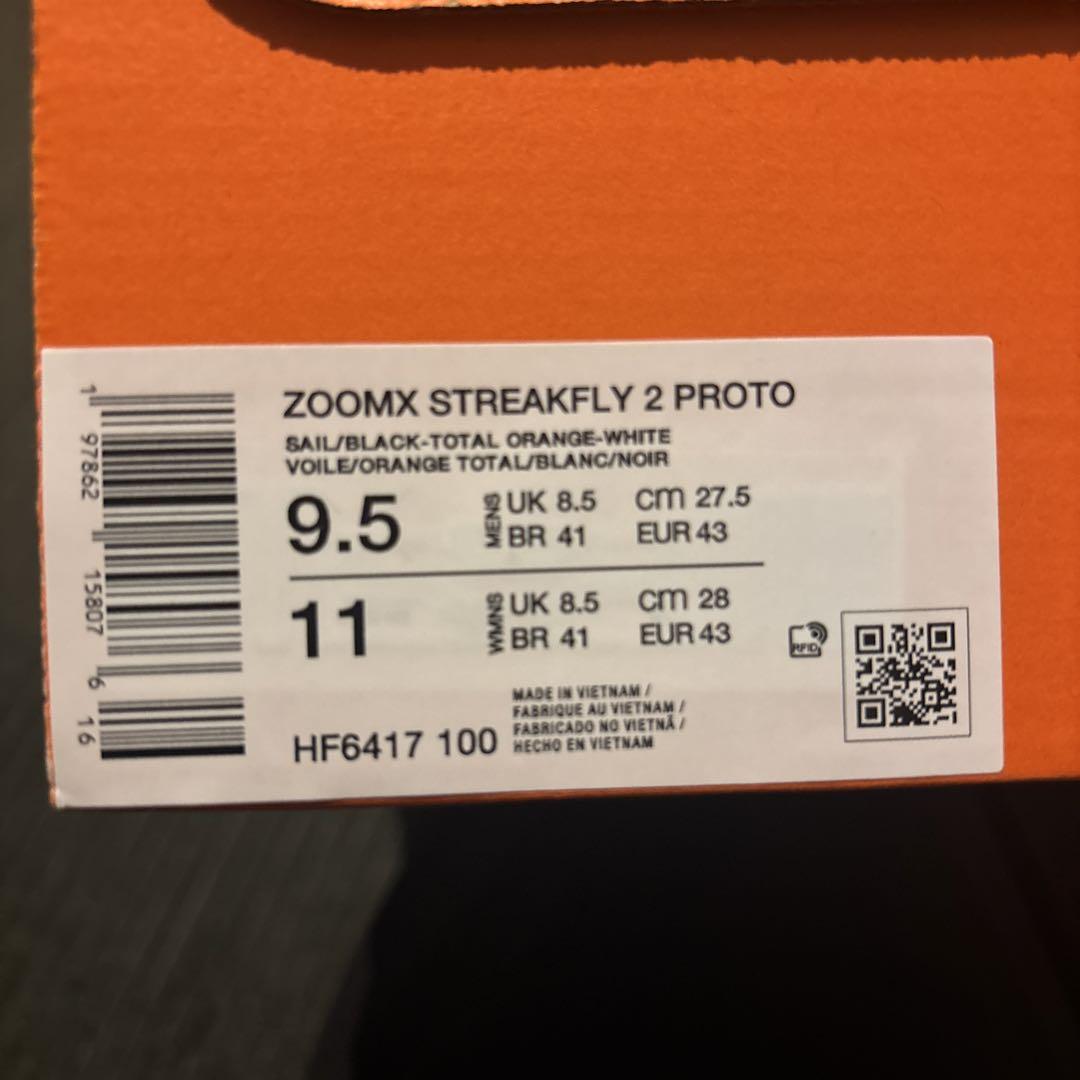 ZOOMX STREAKFLY 2 PROTO
SAIL/BLACK-TOTAL ORANGE-WHITE
VOILE/ORANGE TOTAL/BLANC/NOIR
9.5 MENS UK 8.5 cm 27.5
BR 41 EUR 43
11 WMNS UK 8.5 cm 28
BR 41 EUR 43
RFID
MADE IN VIETNAM /
FABRIQUE AU VIETNAM /
FABRICADO NO VIETNÃ /
HECHO EN VIETNAM
HF6417 100
1 97862 15807 6 16